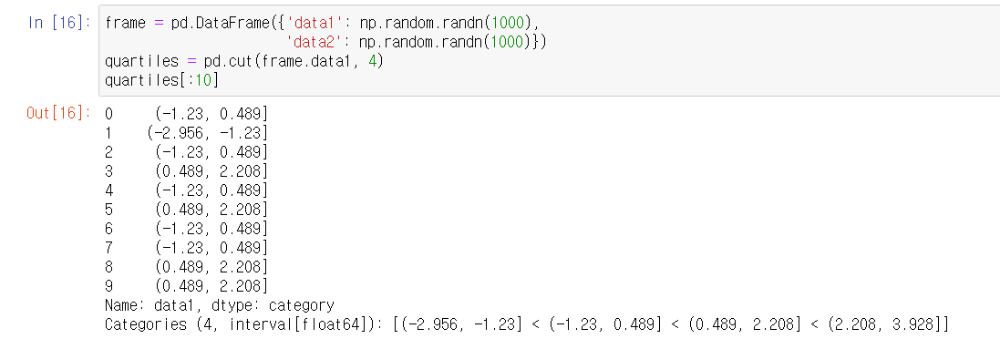 In [16]: frame = pd.DataFrame({'data1': np.random.randn(1000),
                      'data2': np.random.randn(1000)})
quartiles = pd.cut(frame.data1, 4)
quartiles[:10]
Out[16]: 0     (-1.23, 0.489]
1    (-2.956, -1.23]
2     (-1.23, 0.489]
3     (0.489, 2.208]
4     (-1.23, 0.489]
5     (0.489, 2.208]
6     (-1.23, 0.489]
7     (-1.23, 0.489]
8     (0.489, 2.208]
9     (0.489, 2.208]
Name: data1, dtype: category
Categories (4, interval[float64]): [(-2.956, -1.23] < (-1.23, 0.489] < (0.489, 2.208] < (2.208, 3.928]]